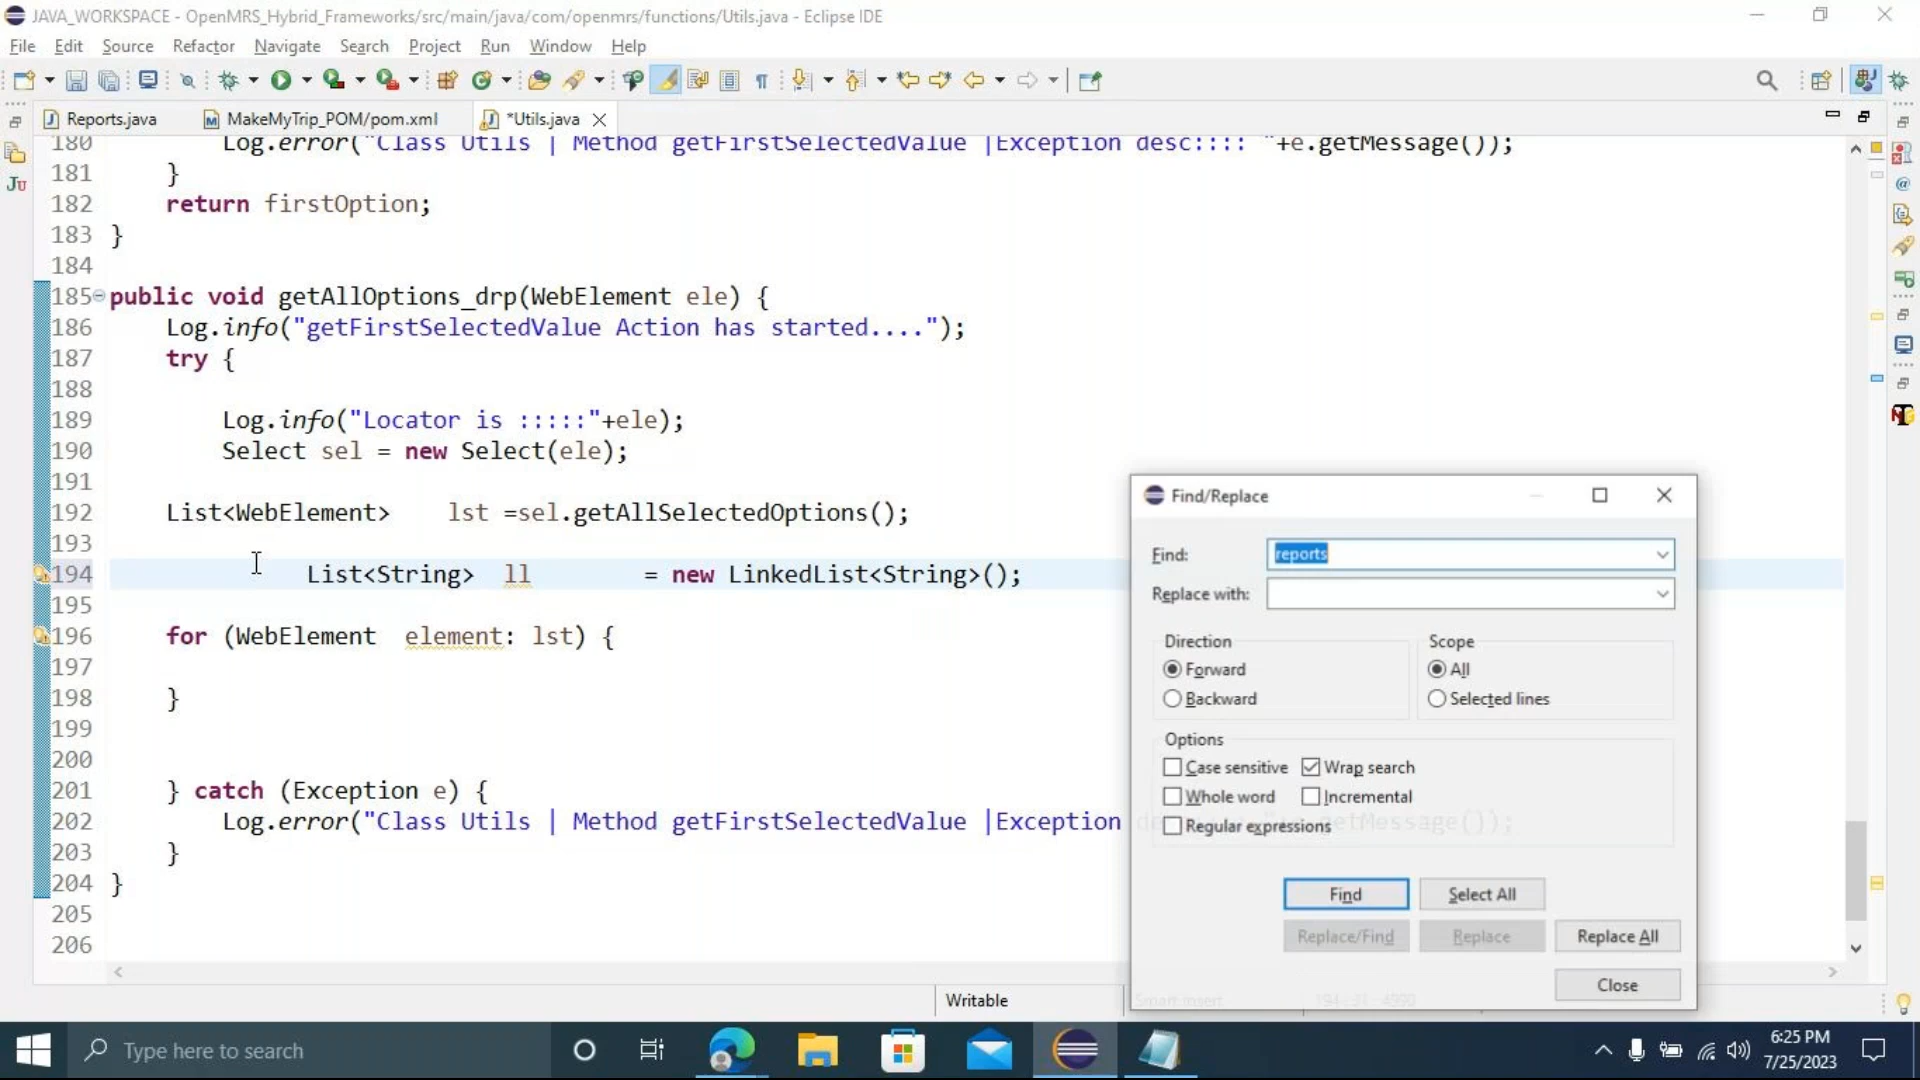 JAVA_WORKSPACE - OpenMRS_Hybrid_Frameworks/src/main/java/com/openmrs/functions/Utils.java - Eclipse IDE
File Edit Source Refactor Navigate Search Project Run Window Help
Reports.java MakeMyTrip_POM/pom.xml *Utils.java
180 Log.error("Class Utils | Method getFirstSelectedValue |Exception desc:::: "+e.getMessage());
181 }
182 return firstOption;
183 }
184
185 public void getAllOptions_drp(WebElement ele) {
186 Log.info("getFirstSelectedValue Action has started....");
187 try {
188
189 Log.info("Locator is :::::"+ele);
190 Select sel = new Select(ele);
191
192 List<WebElement> lst =sel.getAllSelectedOptions();
193
194 List<String> ll = new LinkedList<String>();
195
196 for (WebElement element: lst) {
197
198 }
199
200
201 } catch (Exception e) {
202 Log.error("Class Utils | Method getFirstSelectedValue |Exception
203 }
204 }
205
206
Find/Replace
Find: reports
Replace with:
Direction
Forward
Backward
Scope
All
Selected lines
Options
Case sensitive Wrap search
Whole word Incremental
Regular expressions
Find Select All
Replace/Find Replace Replace All
Close
Writable Smart Insert
Type here to search
6:25 PM
7/25/2023